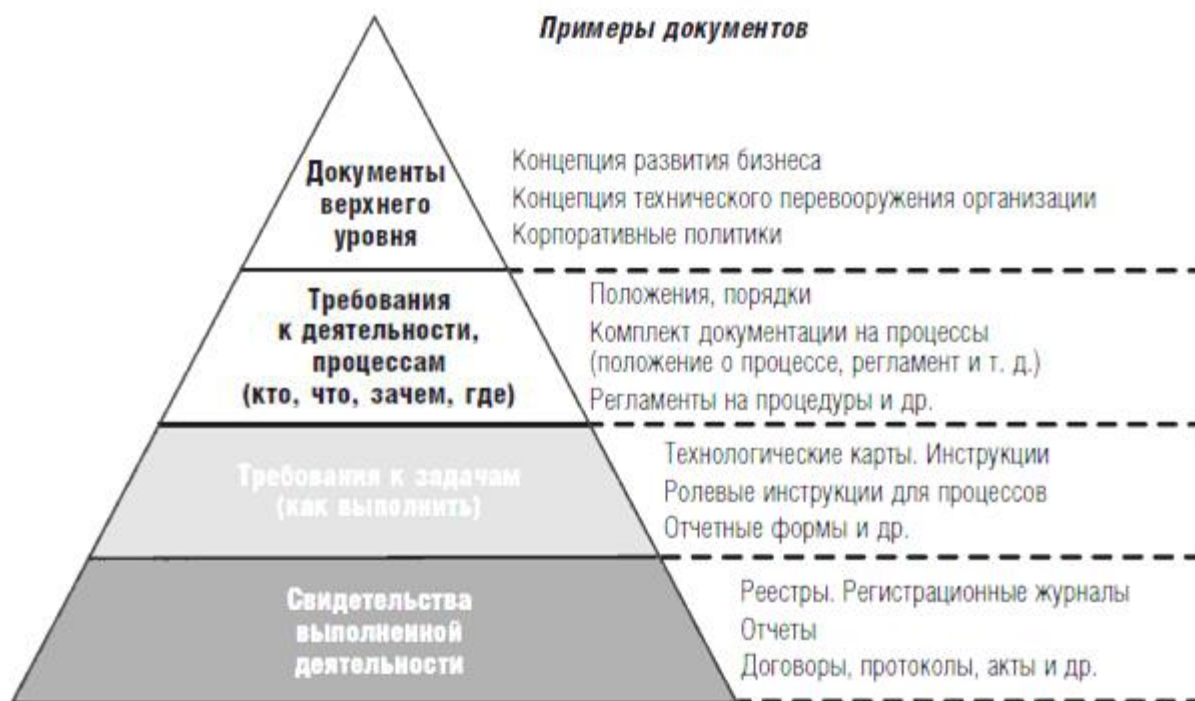 Примеры документов
Документы
верхнего
уровня
Концепция развития бизнеса
Концепция технического перевооружения организации
Корпоративные политики
Требования
к деятельности,
процессам
(кто, что, зачем, где)
Положения, порядки
Комплект документации на процессы
(положение о процессе, регламент и т. д.)
Регламенты на процедуры и др.
Требования к задачам
(как выполнить)
Технологические карты. Инструкции
Ролевые инструкции для процессов
Отчетные формы и др.
Свидетельства
выполненной
деятельности
Реестры. Регистрационные журналы
Отчеты
Договоры, протоколы, акты и др.